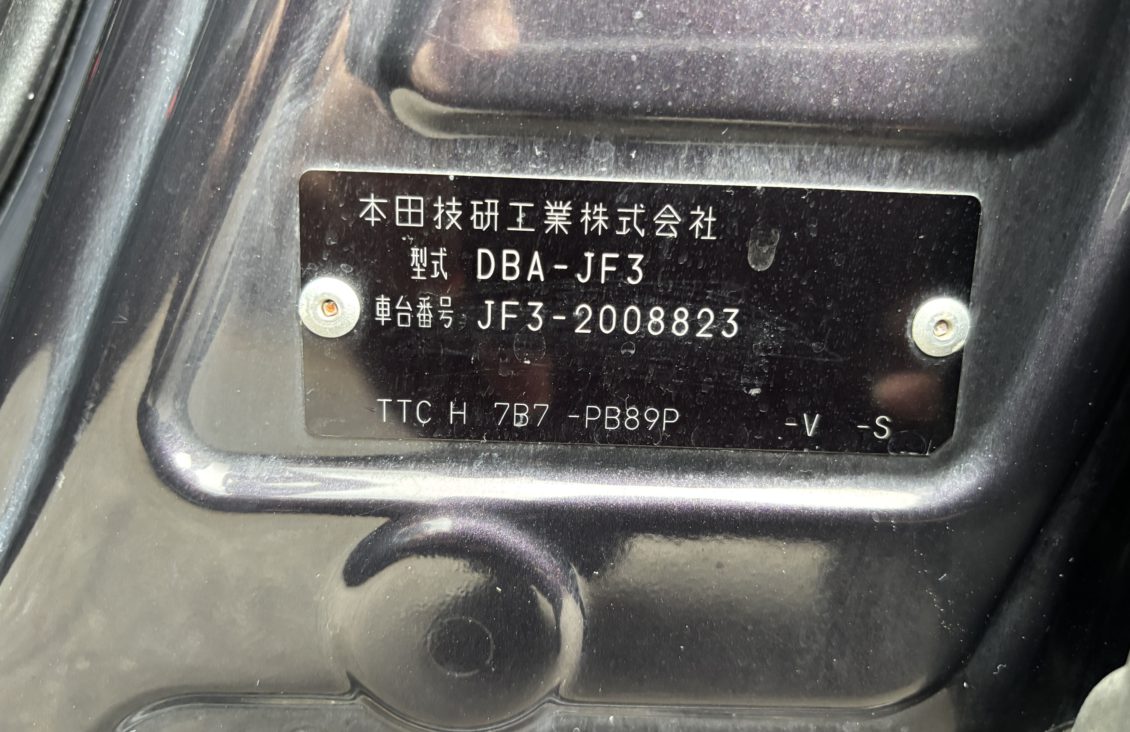 本田技研工業株式会社
型式 DBA-JF3
車台番号 JF3-2008823
TTC H 7B7 -PB89P -V -S